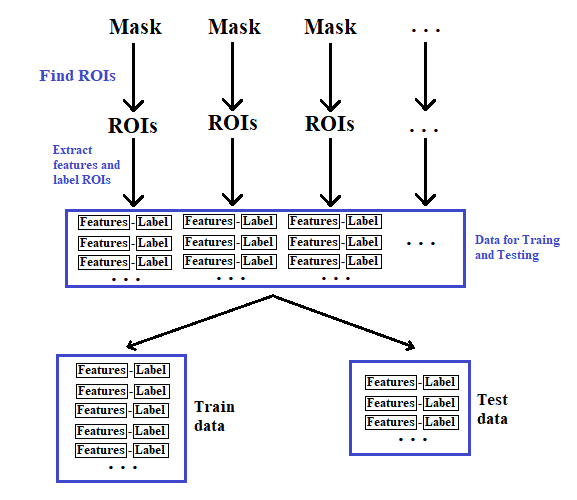 Mask Mask Mask . . .
Find ROIs
ROIs ROIs ROIs . . .
Extract
features and
label ROIs
Features - Label Features - Label Features - Label
Features - Label Features - Label Features - Label . . .
Features - Label Features - Label Features - Label
. . . . . . . . .
Data for Traing
and Testing
Features - Label
Features - Label
Features - Label
Features - Label
Features - Label
. . .
Train
data
Features - Label
Features - Label
Features - Label
. . .
Test
data